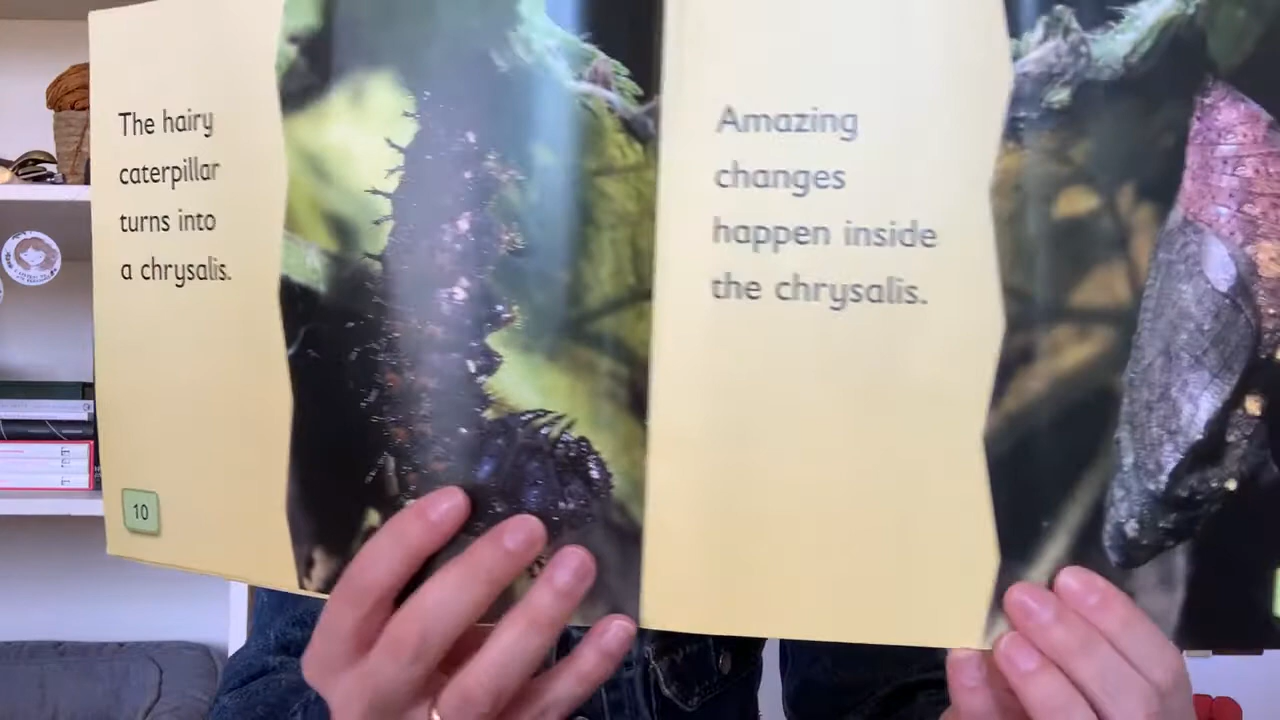 The hairy
caterpillar
turns into
a chrysalis.
10
Amazing
changes
happen inside
the chrysalis.